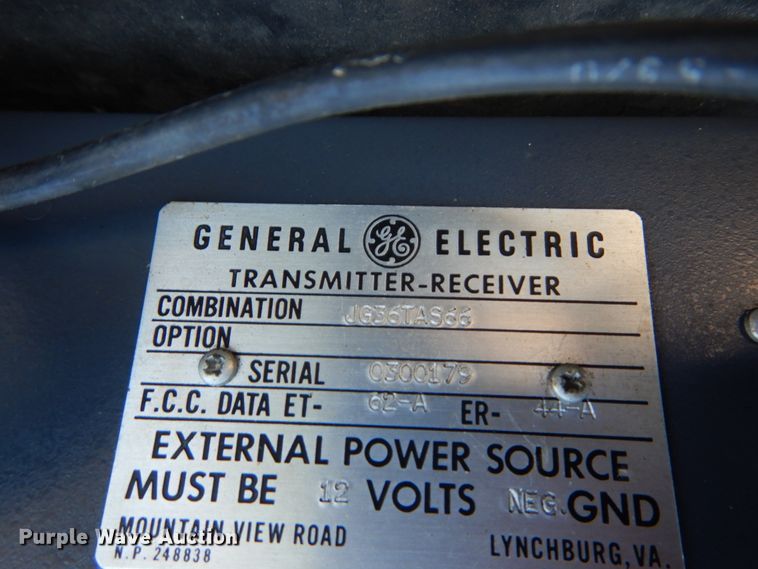 GENERAL GE ELECTRIC
TRANSMITTER-RECEIVER
COMBINATION JG36TAS66
OPTION
SERIAL 0300179
F.C.C. DATA ET- 62-A ER- 44-A
EXTERNAL POWER SOURCE
MUST BE 12 VOLTS NEG. GND
MOUNTAIN VIEW ROAD
N.P. 248838 LYNCHBURG, VA.
Purple Wave Auction